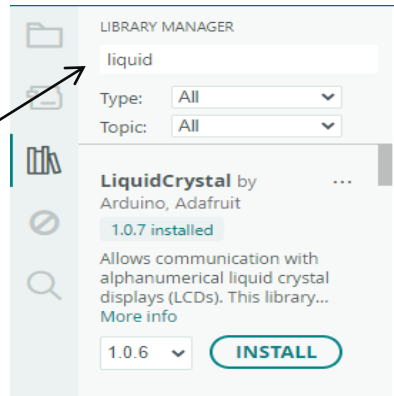 LIBRARY MANAGER
liquid
Type: All
Topic: All
LiquidCrystal by ...
Arduino, Adafruit
1.0.7 installed
Allows communication with
alphanumerical liquid crystal
displays (LCDs). This library...
More info
1.0.6 INSTALL